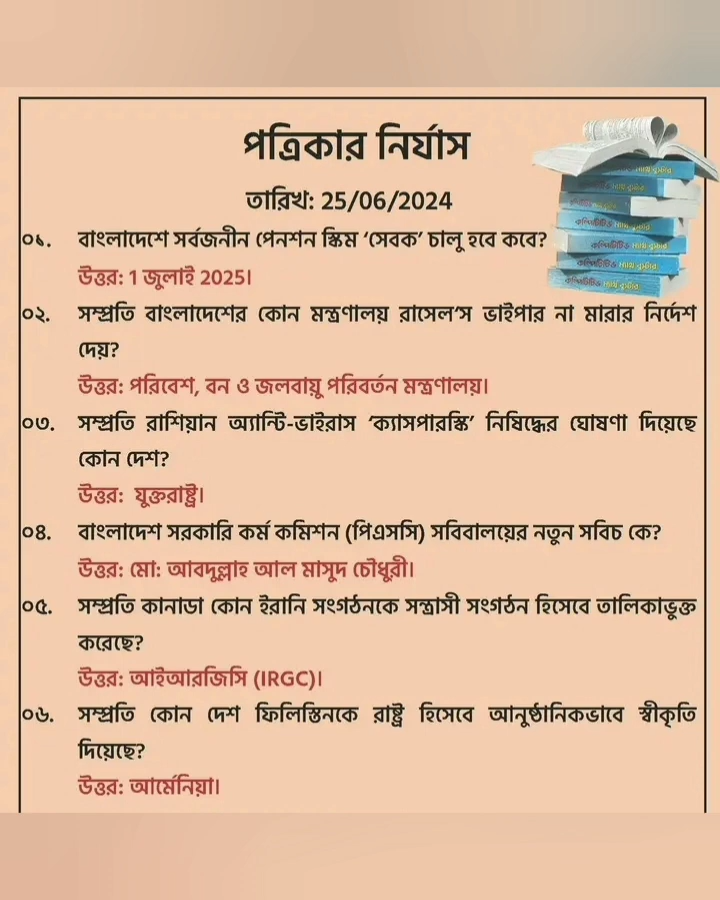 পত্রিকার নির্যাস
তারিখ: 25/06/2024
০১. বাংলাদেশে সর্বজনীন পেনশন স্কিম ‘সেবক’ চালু হবে কবে?
উত্তর: 1 জুলাই 2025।
০২. সম্প্রতি বাংলাদেশের কোন মন্ত্রণালয় রাসেল’স ভাইপার না মারার নির্দেশ
দেয়?
উত্তর: পরিবেশ, বন ও জলবায়ু পরিবর্তন মন্ত্রণালয়।
০৩. সম্প্রতি রাশিয়ান অ্যান্টি-ভাইরাস ‘ক্যাসপারস্কি’ নিষিদ্ধের ঘোষণা দিয়েছে
কোন দেশ?
উত্তর: যুক্তরাষ্ট্র।
০৪. বাংলাদেশ সরকারি কর্ম কমিশন (পিএসসি) সবিবালয়ের নতুন সবিচ কে?
উত্তর: মো: আবদুল্লাহ আল মাসুদ চৌধুরী।
০৫. সম্প্রতি কানাডা কোন ইরানি সংগঠনকে সন্ত্রাসী সংগঠন হিসেবে তালিকাভুক্ত
করেছে?
উত্তর: আইআরজিসি (IRGC)।
০৬. সম্প্রতি কোন দেশ ফিলিস্তিনকে রাষ্ট্র হিসেবে আনুষ্ঠানিকভাবে স্বীকৃতি
দিয়েছে?
উত্তর: আর্মেনিয়া।